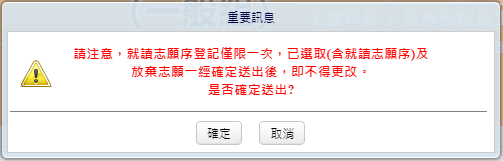 重要訊息
請注意，就讀志願序登記僅限一次，已選取(含就讀志願序)及
放棄志願一經確定送出後，即不得更改。
是否確定送出?
確定
取消